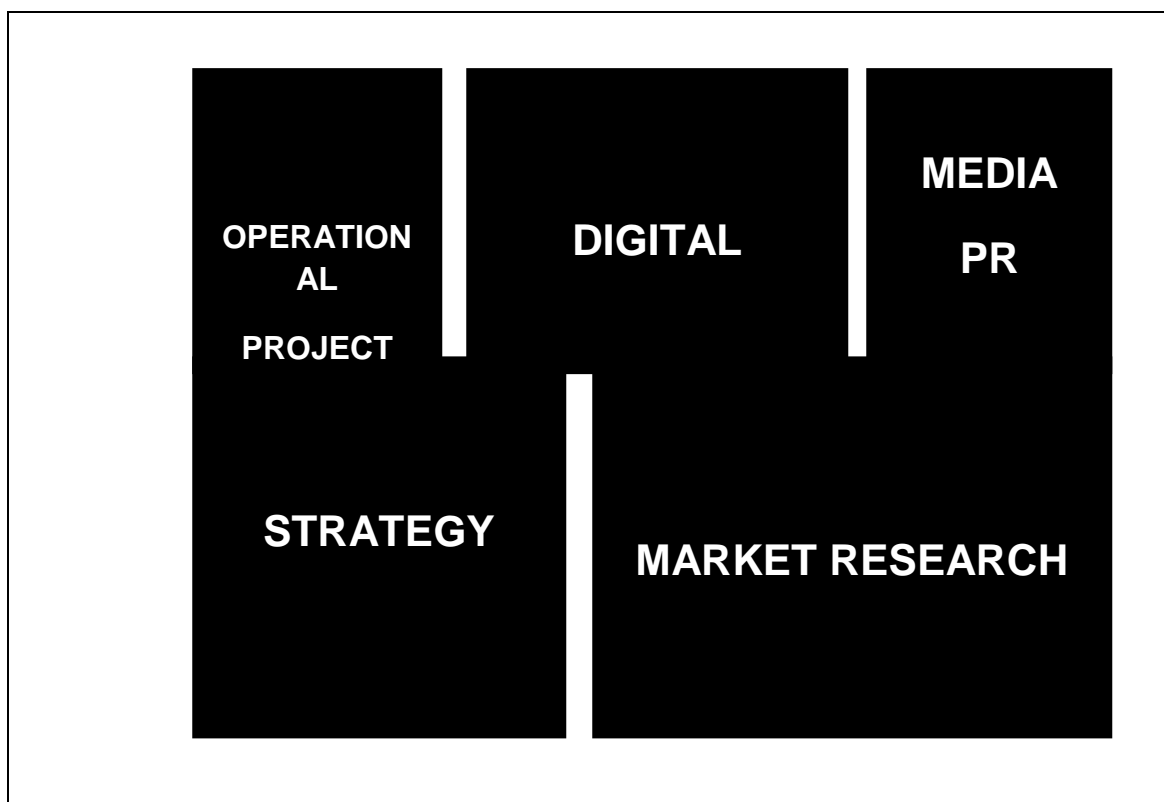 OPERATION
AL
PROJECT
DIGITAL
MEDIA
PR
STRATEGY
MARKET RESEARCH